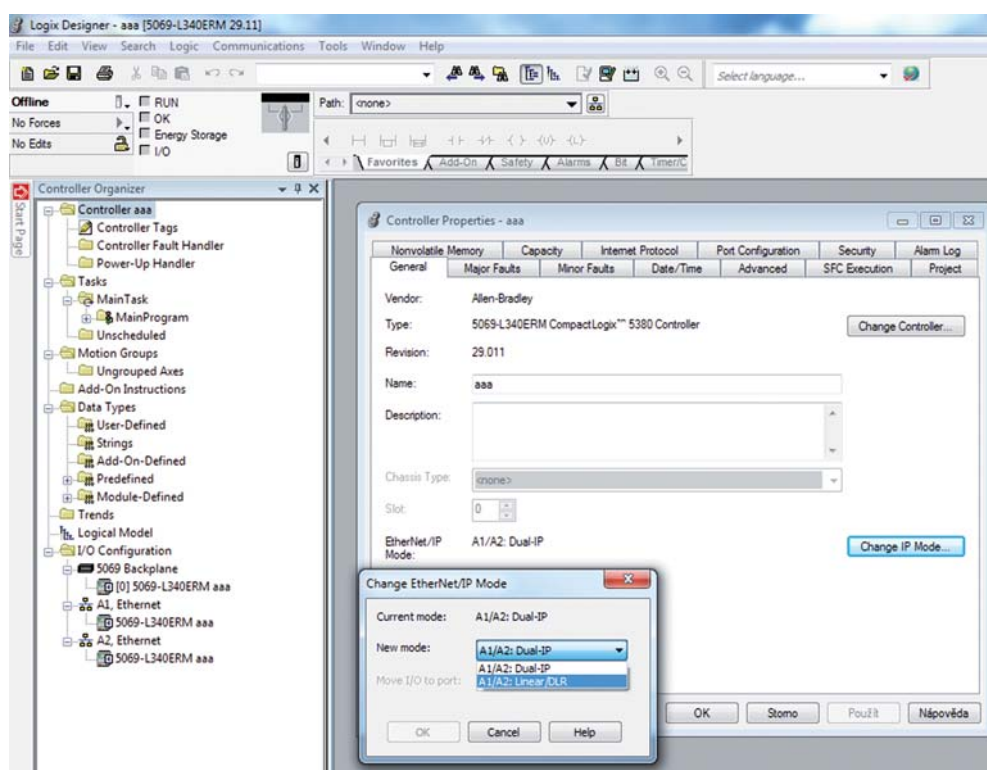 Logix Designer - aaa [5069-L340ERM 29.11]
File Edit View Search Logic Communications Tools Window Help
Select language...
Offline
RUN
Path: <none>
No Forces
OK
Energy Storage
No Edits
I/O
Favorites Add-On Safety Alarms Bit Timer/C
Start Page
Controller Organizer
Controller aaa
Controller Tags
Controller Fault Handler
Power-Up Handler
Tasks
MainTask
MainProgram
Unscheduled
Motion Groups
Ungrouped Axes
Add-On Instructions
Data Types
User-Defined
Strings
Add-On-Defined
Predefined
Module-Defined
Trends
Logical Model
I/O Configuration
5069 Backplane
[0] 5069-L340ERM aaa
A1, Ethernet
5069-L340ERM aaa
A2, Ethernet
5069-L340ERM aaa
Controller Properties - aaa
Nonvolatile Memory Capacity Internet Protocol Port Configuration Security Alarm Log
General Major Faults Minor Faults Date/Time Advanced SFC Execution Project
Vendor: Allen-Bradley
Type: 5069-L340ERM CompactLogix™ 5380 Controller Change Controller...
Revision: 29.011
Name: aaa
Description:
Chassis Type: <none>
Slot: 0
EtherNet/IP Mode: A1/A2: Dual-IP Change IP Mode...
OK Storno Použít Nápověda
Change EtherNet/IP Mode
Current mode: A1/A2: Dual-IP
New mode: A1/A2: Dual-IP
A1/A2: Dual-IP
Move I/O to port: A1/A2: Linear/DLR
OK Cancel Help